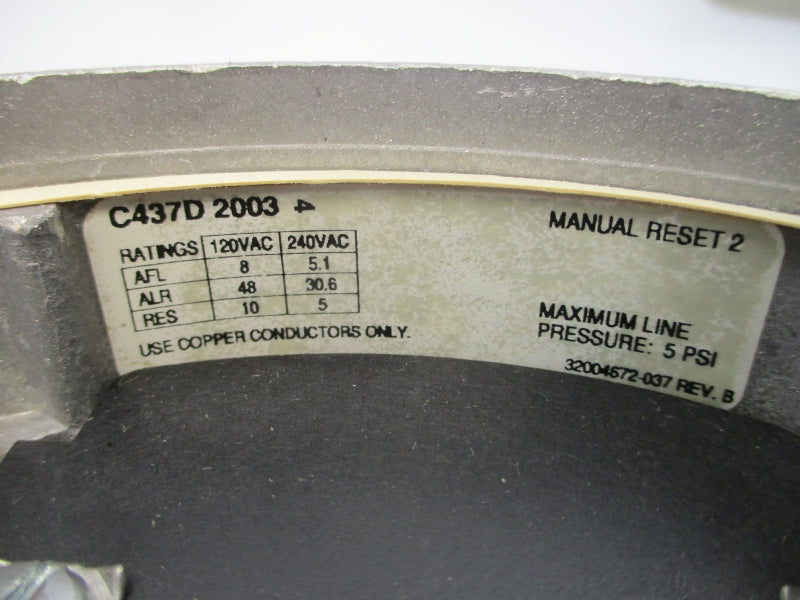 C437D 2003 4
MANUAL RESET 2
RATINGS 120VAC 240VAC
AFL 8 5.1
ALR 48 30.6
RES 10 5
USE COPPER CONDUCTORS ONLY.
MAXIMUM LINE
PRESSURE: 5 PSI
32004672-037 REV. B